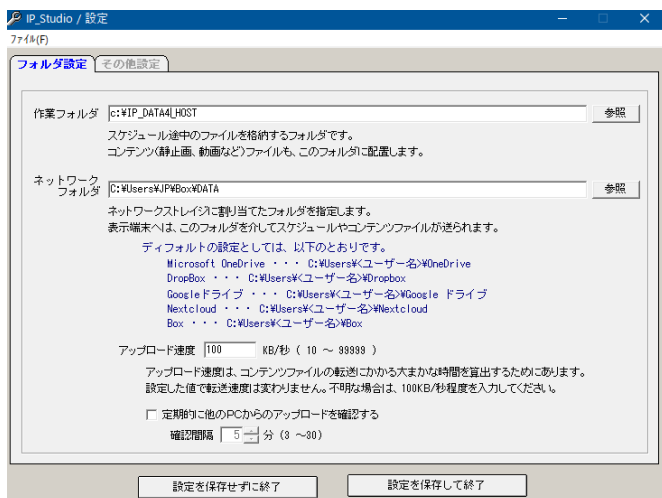 IP_Studio / 設定
ファイル(F)
フォルダ設定 その他設定
作業フォルダ c:¥IP_DATA4_HOST 参照
スケジュール途中のファイルを格納するフォルダです。
コンテンツ(静止画、動画など)ファイルも、このフォルダに配置します。
ネットワーク
フォルダ C:¥Users¥JP¥Box¥DATA 参照
ネットワークストレイジに割り当てたフォルダを指定します。
表示端末へは、このフォルダを介してスケジュールやコンテンツファイルが送られます。
ディフォルトの設定としては、以下のとおりです。
Microsoft OneDrive ・・・ C:¥Users¥<ユーザー名>¥OneDrive
DropBox ・・・ C:¥Users¥<ユーザー名>¥Dropbox
Googleドライブ ・・・ C:¥Users¥<ユーザー名>¥Google ドライブ
Nextcloud ・・・ C:¥Users¥<ユーザー名>¥Nextcloud
Box ・・・ C:¥Users¥<ユーザー名>¥Box
アップロード速度 100 KB/秒 ( 10 ～ 99999 )
アップロード速度は、コンテンツファイルの転送にかかる大まかな時間を算出するためにあります。
設定した値で転送速度は変わりません。不明な場合は、100KB/秒程度を入力してください。
定期的に他のPCからのアップロードを確認する
確認間隔 5 分 (3 ～30)
設定を保存せずに終了 設定を保存して終了